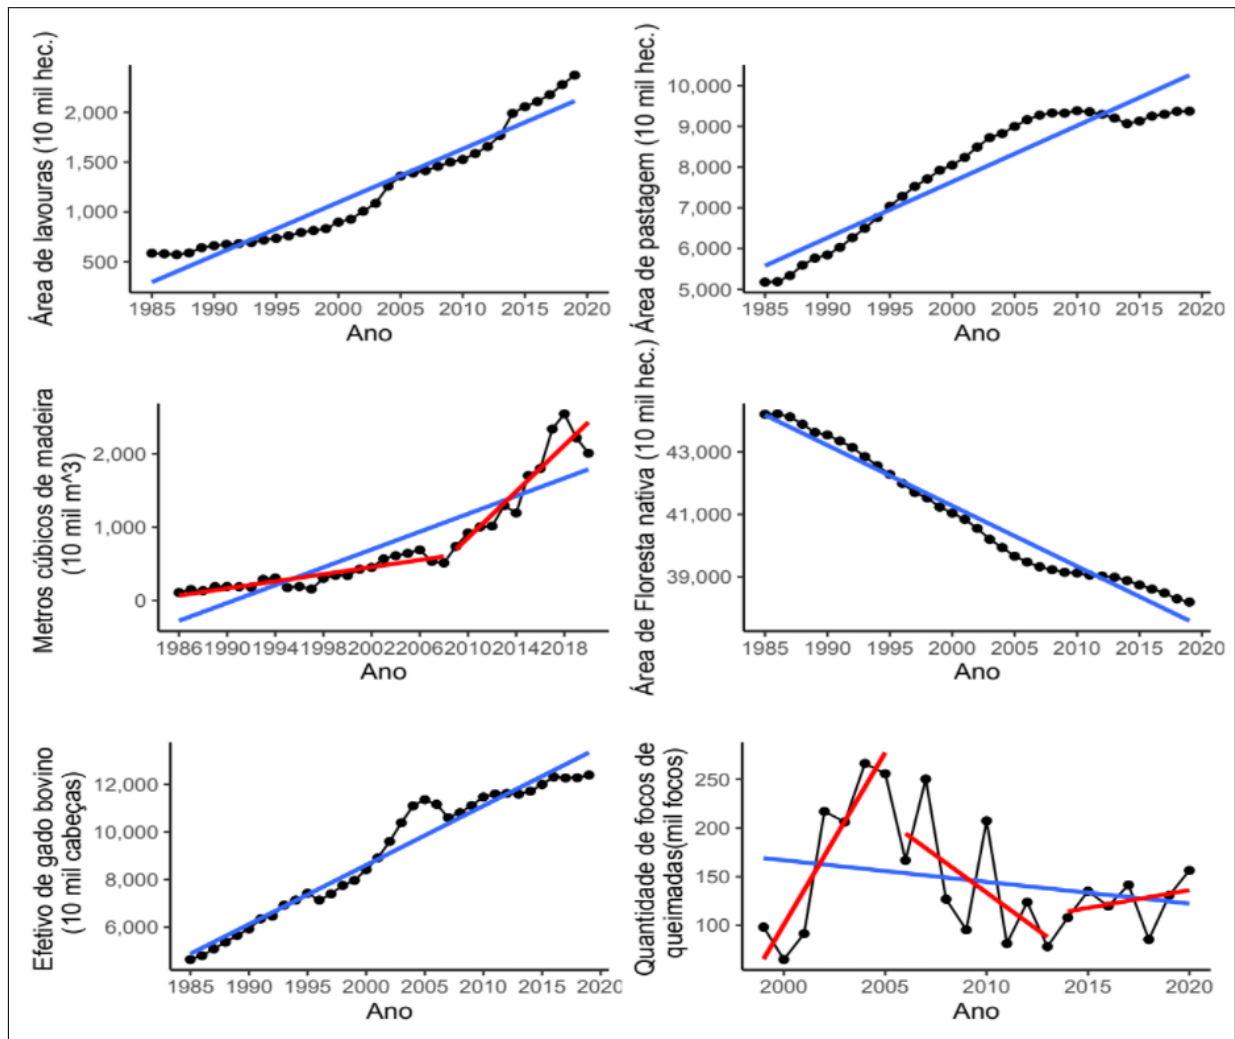 Área de lavouras (10 mil hec.)
2,000
1,500
1,000
500
1985 1990 1995 2000 2005 2010 2015 2020
Ano
Área de pastagem (10 mil hec.)
10,000
9,000
8,000
7,000
6,000
5,000
1985 1990 1995 2000 2005 2010 2015 2020
Ano
Metros cúbicos de madeira
(10 mil m^3)
2,000
1,000
0
1986 1990 1994 1998 2002 2006 2010 2014 2018
Ano
Área de Floresta nativa (10 mil hec.)
43,000
41,000
39,000
1985 1990 1995 2000 2005 2010 2015 2020
Ano
Efetivo de gado bovino
(10 mil cabeças)
12,000
10,000
8,000
6,000
1985 1990 1995 2000 2005 2010 2015 2020
Ano
Quantidade de focos de
queimadas(mil focos)
250
200
150
100
2000 2005 2010 2015 2020
Ano